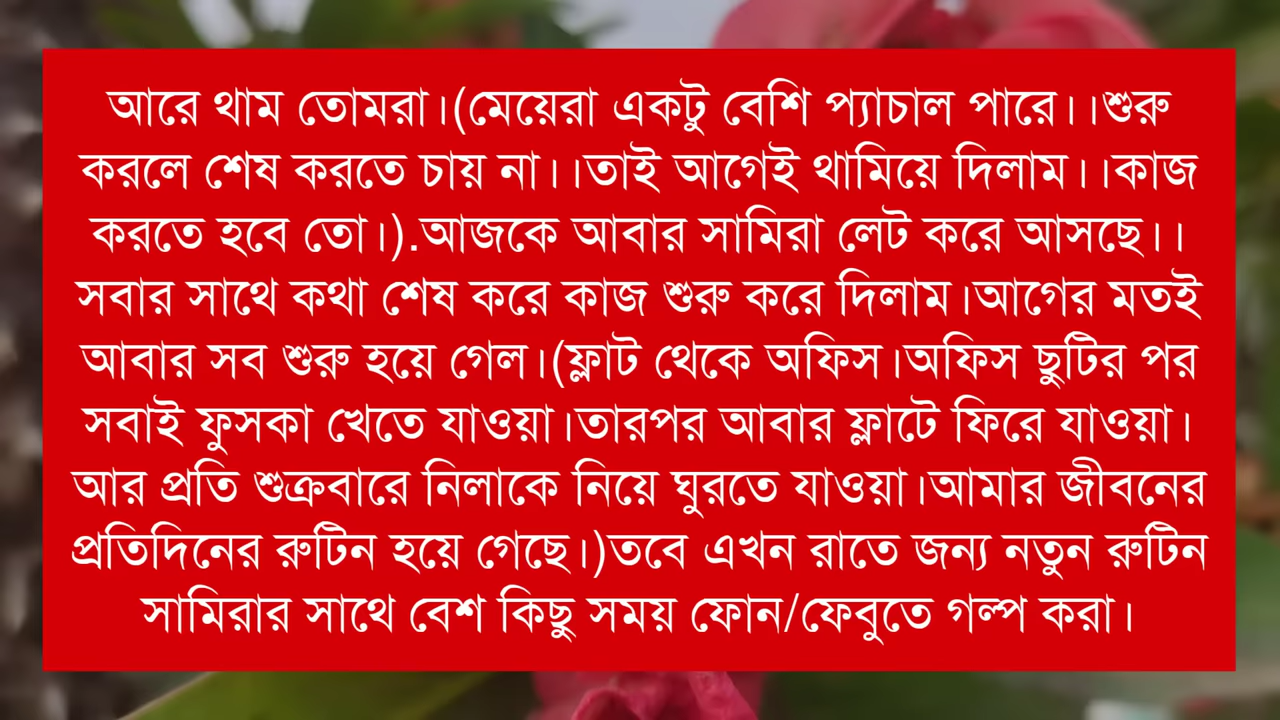 আরে থাম তোমরা।(মেয়েরা একটু বেশি প্যাচাল পারে।।শুরু
করলে শেষ করতে চায় না।।তাই আগেই থামিয়ে দিলাম।।কাজ
করতে হবে তো।).আজকে আবার সামিরা লেট করে আসছে।।
সবার সাথে কথা শেষ করে কাজ শুরু করে দিলাম।আগের মতই
আবার সব শুরু হয়ে গেল।(ফ্লাট থেকে অফিস।অফিস ছুটির পর
সবাই ফুসকা খেতে যাওয়া।তারপর আবার ফ্লাটে ফিরে যাওয়া।
আর প্রতি শুক্রবারে নিলাকে নিয়ে ঘুরতে যাওয়া।আমার জীবনের
প্রতিদিনের রুটিন হয়ে গেছে।)তবে এখন রাতে জন্য নতুন রুটিন
সামিরার সাথে বেশ কিছু সময় ফোন/ফেবুতে গল্প করা।